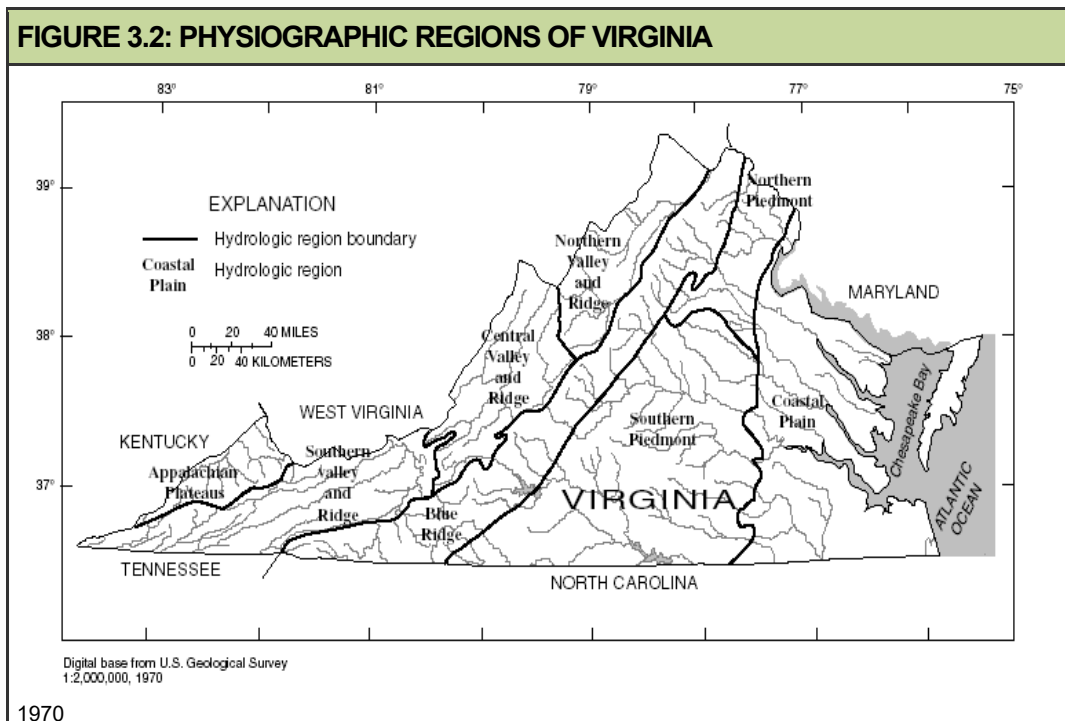 FIGURE 3.2: PHYSIOGRAPHIC REGIONS OF VIRGINIA
83° 81° 79° 77° 75°
39°
38°
37°
EXPLANATION
Hydrologic region boundary
Coastal
Plain
Hydrologic region
0 20 40 MILES
0 20 40 KILOMETERS
Northern
Piedmont
Northern
Valley
and
Ridge
MARYLAND
Central
Valley
and
Ridge
WEST VIRGINIA
KENTUCKY
Appalachian
Plateaus
Southern
Valley
and
Ridge
Southern
Piedmont
Coastal
Plain
Chesapeake Bay
VIRGINIA
Blue
Ridge
ATLANTIC
OCEAN
TENNESSEE
NORTH CAROLINA
Digital base from U.S. Geological Survey
1:2,000,000, 1970
1970